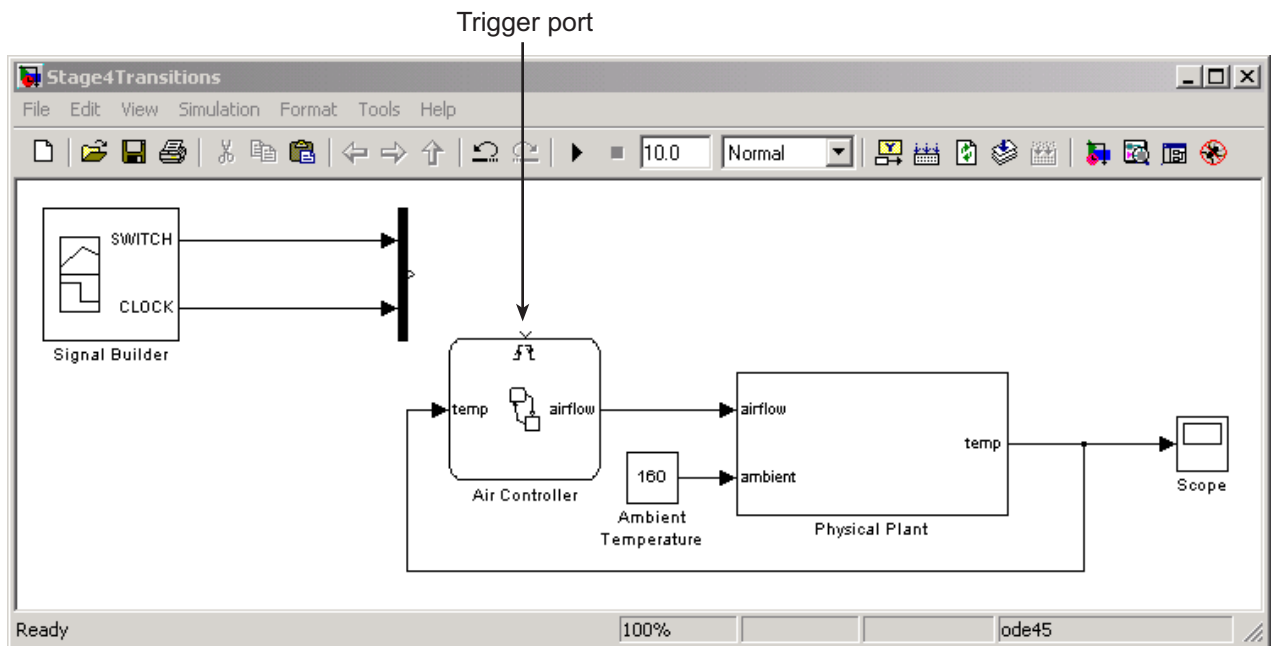 Trigger port
Stage4Transitions
File Edit View Simulation Format Tools Help
10.0 Normal
SWITCH
CLOCK
Signal Builder
temp airflow
Air Controller
160
Ambient
Temperature
airflow
temp
ambient
Physical Plant
Scope
Ready 100% ode45